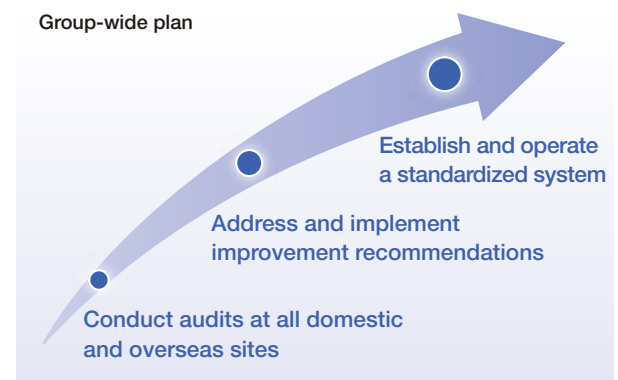 Group-wide plan
Establish and operate
a standardized system
Address and implement
improvement recommendations
Conduct audits at all domestic
and overseas sites